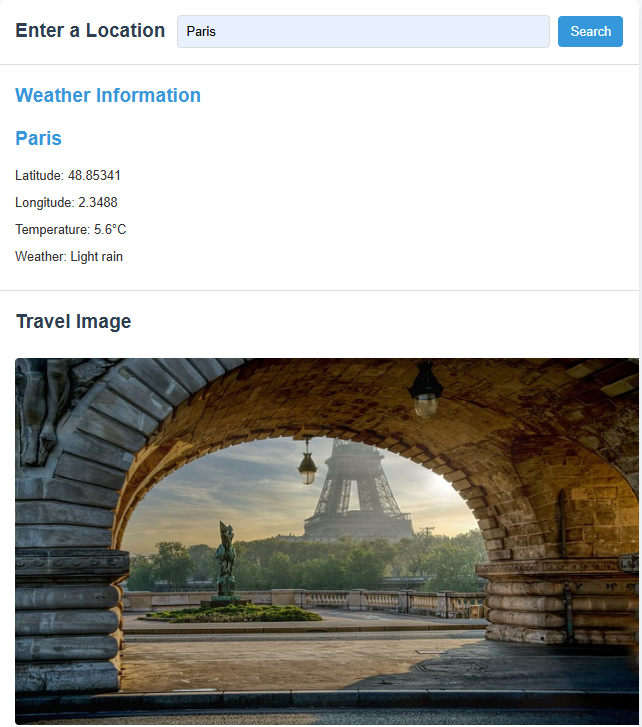 Enter a Location
Paris
Search
Weather Information
Paris
Latitude: 48.85341
Longitude: 2.3488
Temperature: 5.6°C
Weather: Light rain
Travel Image